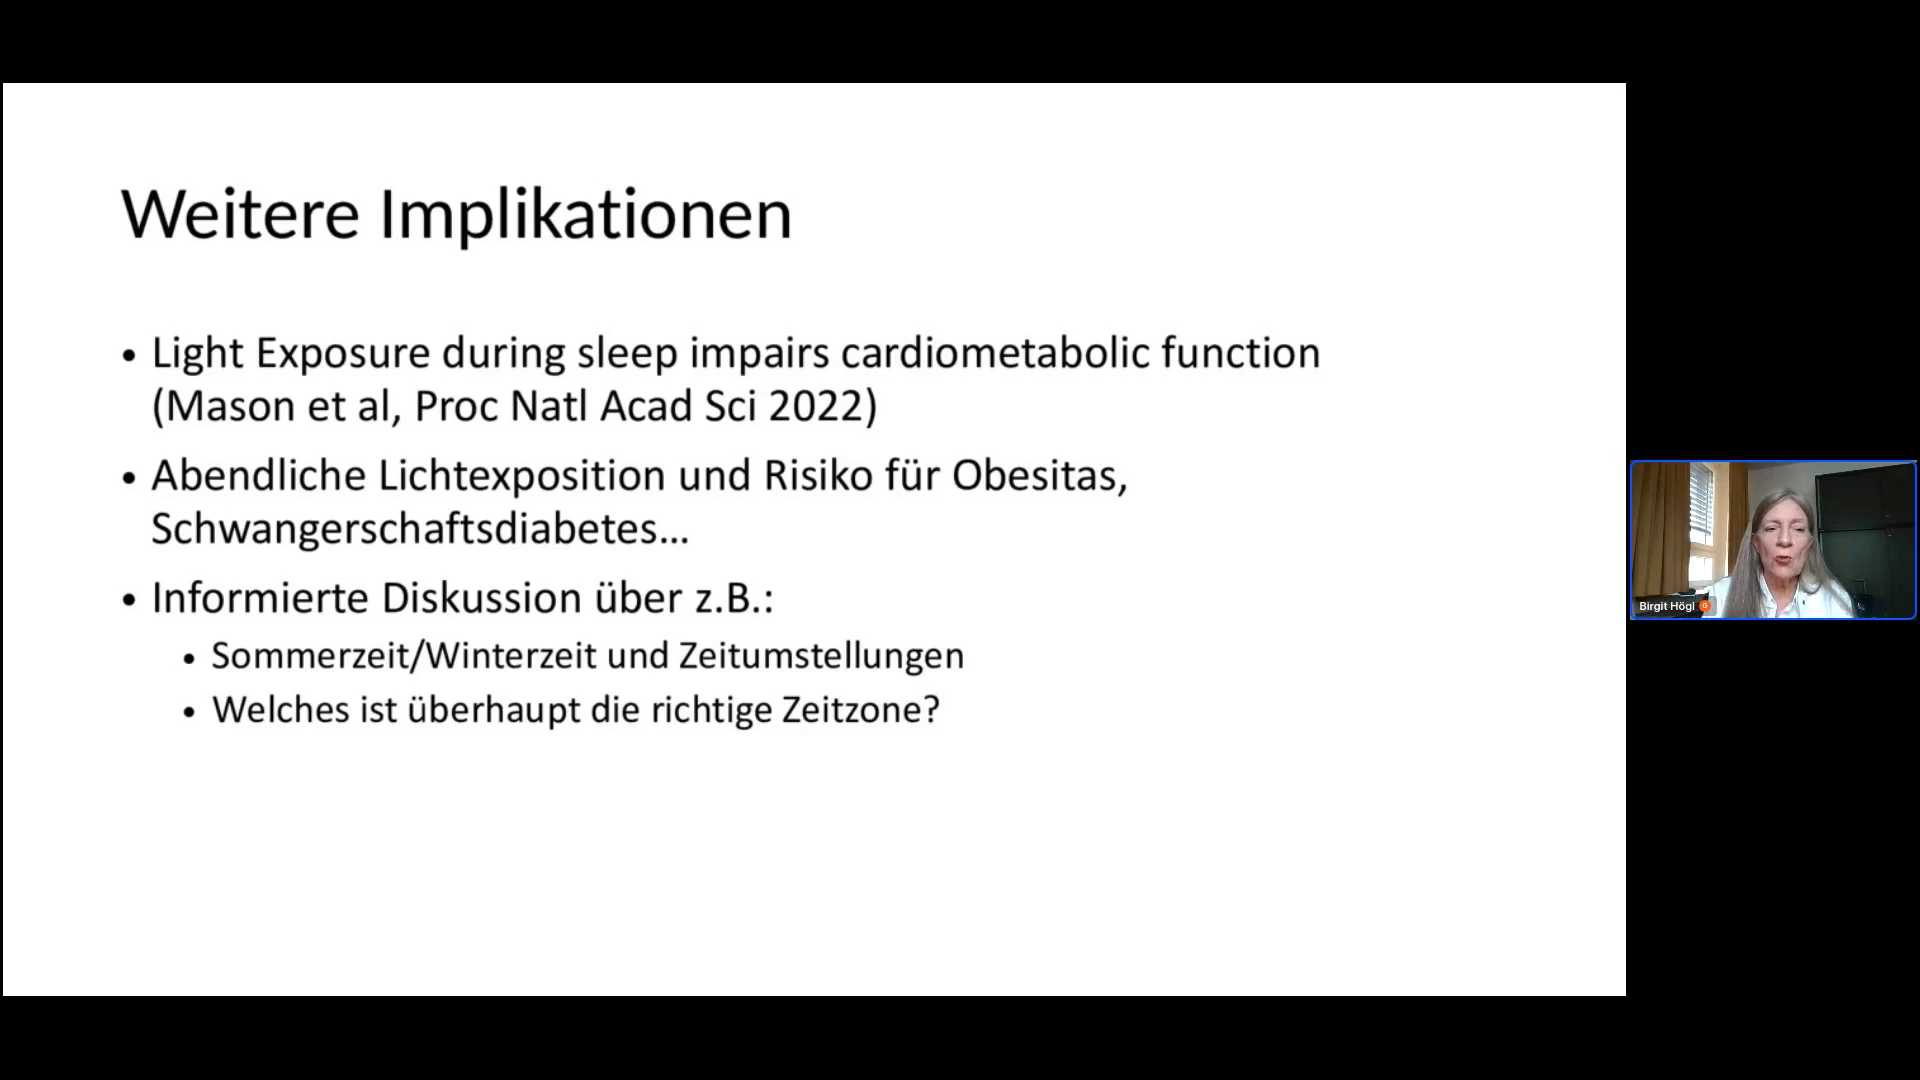 Weitere Implikationen
• Light Exposure during sleep impairs cardiometabolic function
(Mason et al, Proc Natl Acad Sci 2022)
• Abendliche Lichtexposition und Risiko für Obesitas,
Schwangerschaftsdiabetes...
• Informierte Diskussion über z.B.:
• Sommerzeit/Winterzeit und Zeitumstellungen
• Welches ist überhaupt die richtige Zeitzone?
Birgit Högl